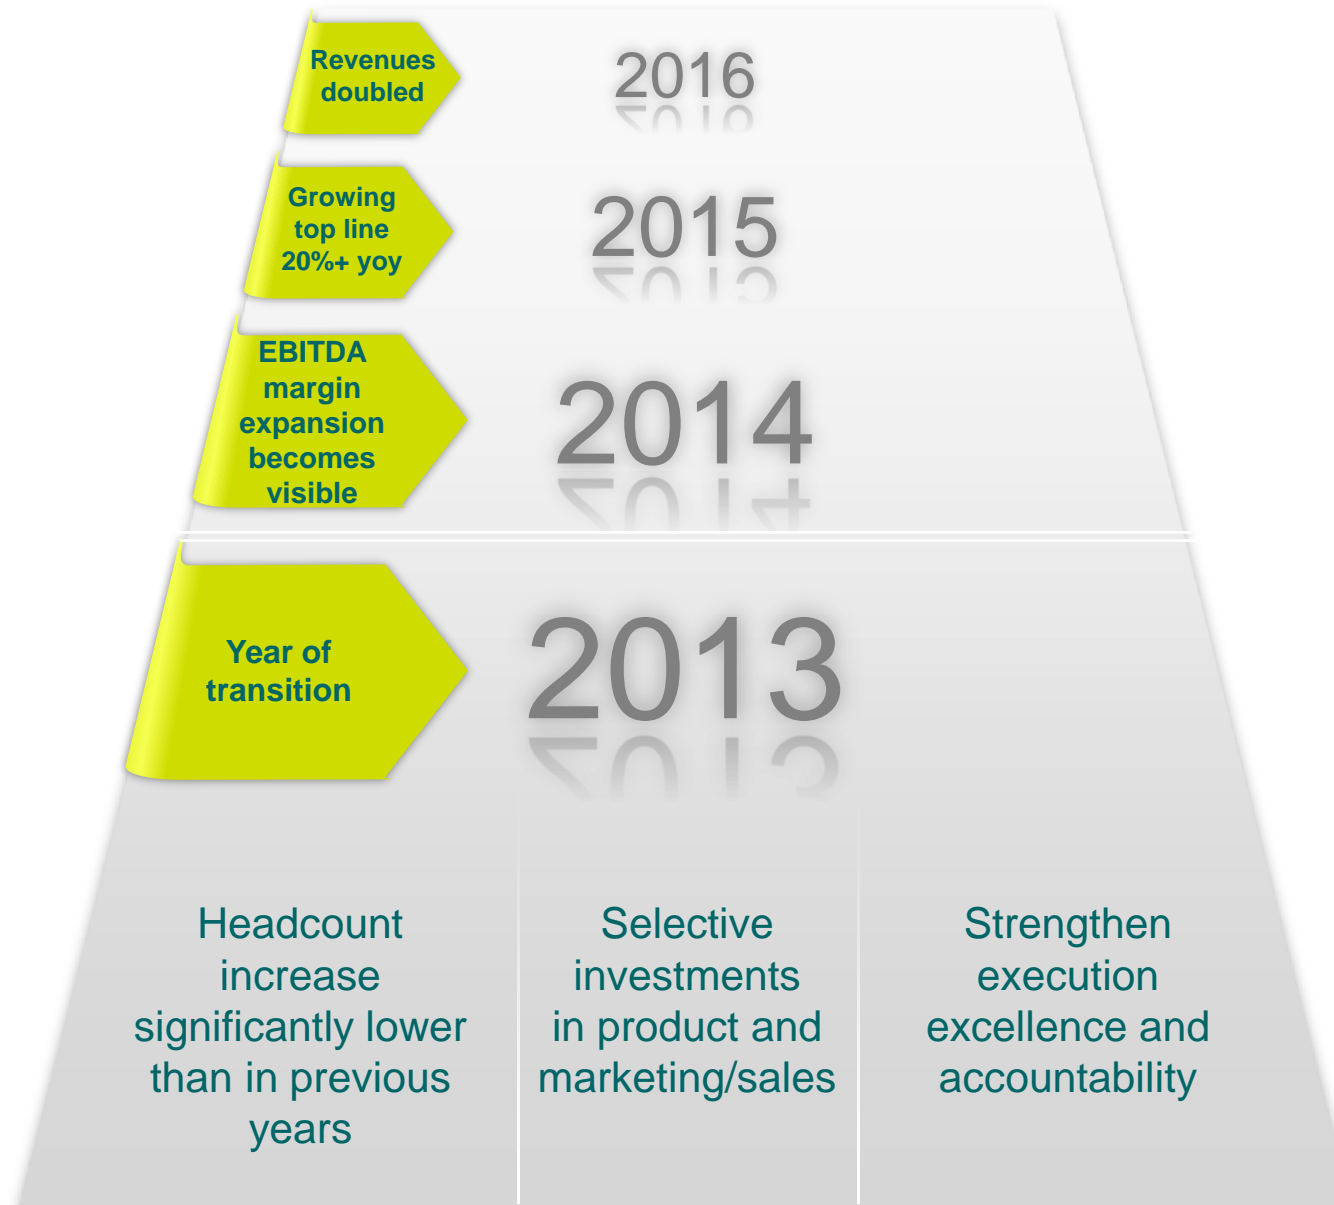 Revenues
doubled
2016
Growing
top line
20%+ yoy
2015
EBITDA
margin
expansion
becomes
visible
2014
Year of
transition
2013
Headcount
increase
significantly lower
than in previous
years
Selective
investments
in product and
marketing/sales
Strengthen
execution
excellence and
accountability